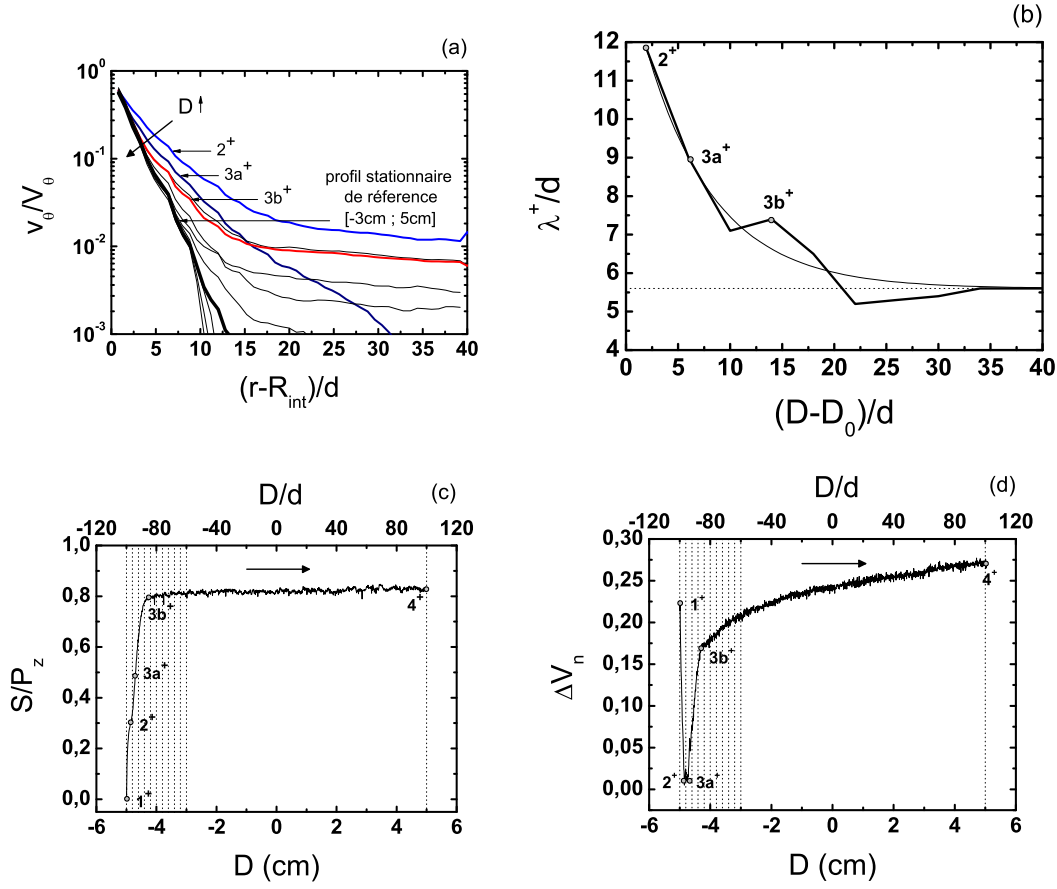 (a)
10⁰
10⁻¹
10⁻²
10⁻³
v_θ/V_θ
D
2⁺
3a⁺
3b⁺
profil stationnaire
de réference
[-3cm ; 5cm]
0 5 10 15 20 25 30 35 40
(r-R_int)/d
(b)
12
11
10
9
8
7
6
5
4
λ⁺/d
2⁺
3a⁺
3b⁺
0 5 10 15 20 25 30 35 40
(D-D₀)/d
D/d
(c)
-120 -80 -40 0 40 80 120
1,0
0,8
0,6
0,4
0,2
0,0
S/P_z
3b⁺
4⁺
3a⁺
2⁺
1⁺
-6 -4 -2 0 2 4 6
D (cm)
D/d
(d)
-120 -80 -40 0 40 80 120
0,30
0,25
0,20
0,15
0,10
0,05
0,00
ΔV_n
4⁺
1⁺
3b⁺
2⁺
3a⁺
-6 -4 -2 0 2 4 6
D (cm)